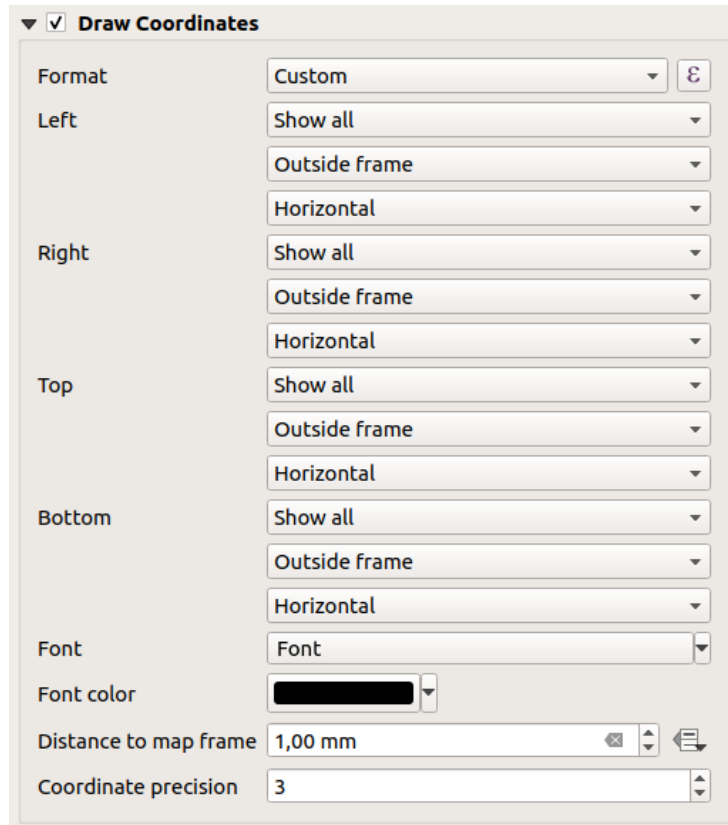 Draw Coordinates
Format Custom ε
Left Show all
Outside frame
Horizontal
Right Show all
Outside frame
Horizontal
Top Show all
Outside frame
Horizontal
Bottom Show all
Outside frame
Horizontal
Font Font
Font color
Distance to map frame 1,00 mm
Coordinate precision 3